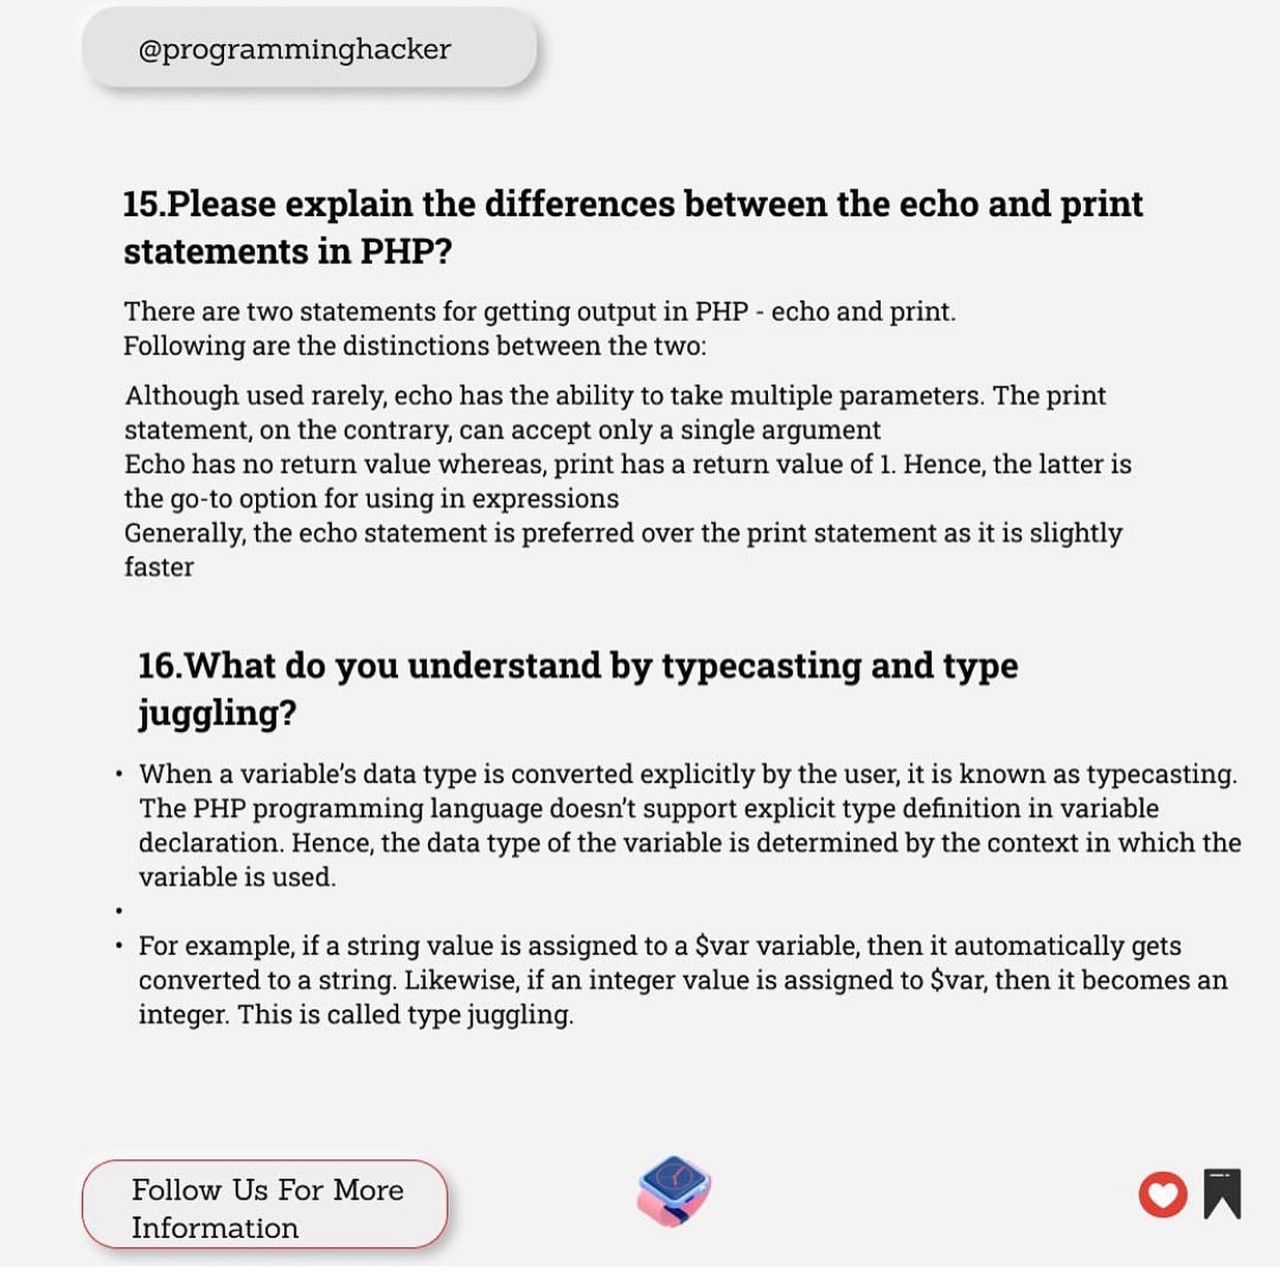 @programminghacker
15.Please explain the differences between the echo and print
statements in PHP?
There are two statements for getting output in PHP - echo and print.
Following are the distinctions between the two:
Although used rarely, echo has the ability to take multiple parameters. The print
statement, on the contrary, can accept only a single argument
Echo has no return value whereas, print has a return value of 1. Hence, the latter is
the go-to option for using in expressions
Generally, the echo statement is preferred over the print statement as it is slightly
faster
16.What do you understand by typecasting and type
juggling?
• When a variable’s data type is converted explicitly by the user, it is known as typecasting.
The PHP programming language doesn’t support explicit type definition in variable
declaration. Hence, the data type of the variable is determined by the context in which the
variable is used.
•
• For example, if a string value is assigned to a $var variable, then it automatically gets
converted to a string. Likewise, if an integer value is assigned to $var, then it becomes an
integer. This is called type juggling.
Follow Us For More
Information